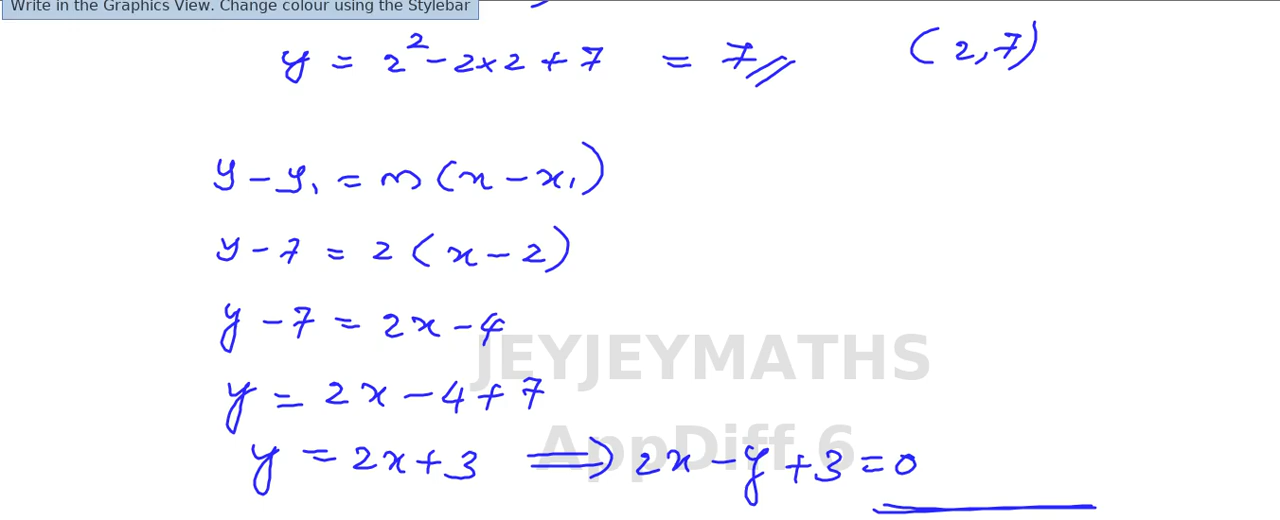 Write in the Graphics View. Change colour using the Stylebar
y = 2² - 2×2 + 7 = 7 (2,7)
y - y₁ = m(x - x₁)
y - 7 = 2(x - 2)
y - 7 = 2x - 4
JEYJEYMATHS
y = 2x - 4 + 7
AppDiff 6
y = 2x + 3 ⟹ 2x - y + 3 = 0